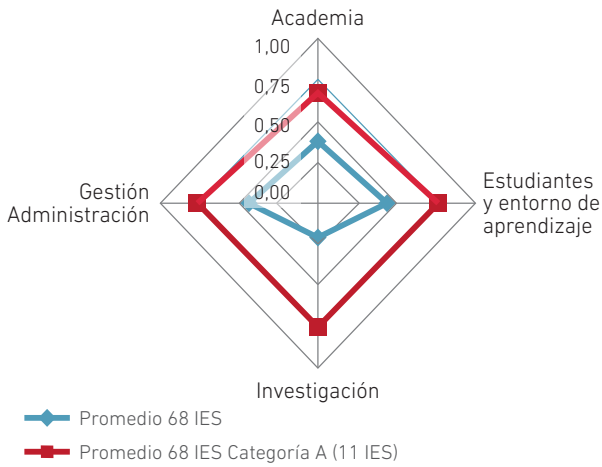 Academia
1,00
0,75
0,50
0,25
0,00
Gestión
Administración
Estudiantes
y entorno de
aprendizaje
Investigación
Promedio 68 IES
Promedio 68 IES Categoría A (11 IES)